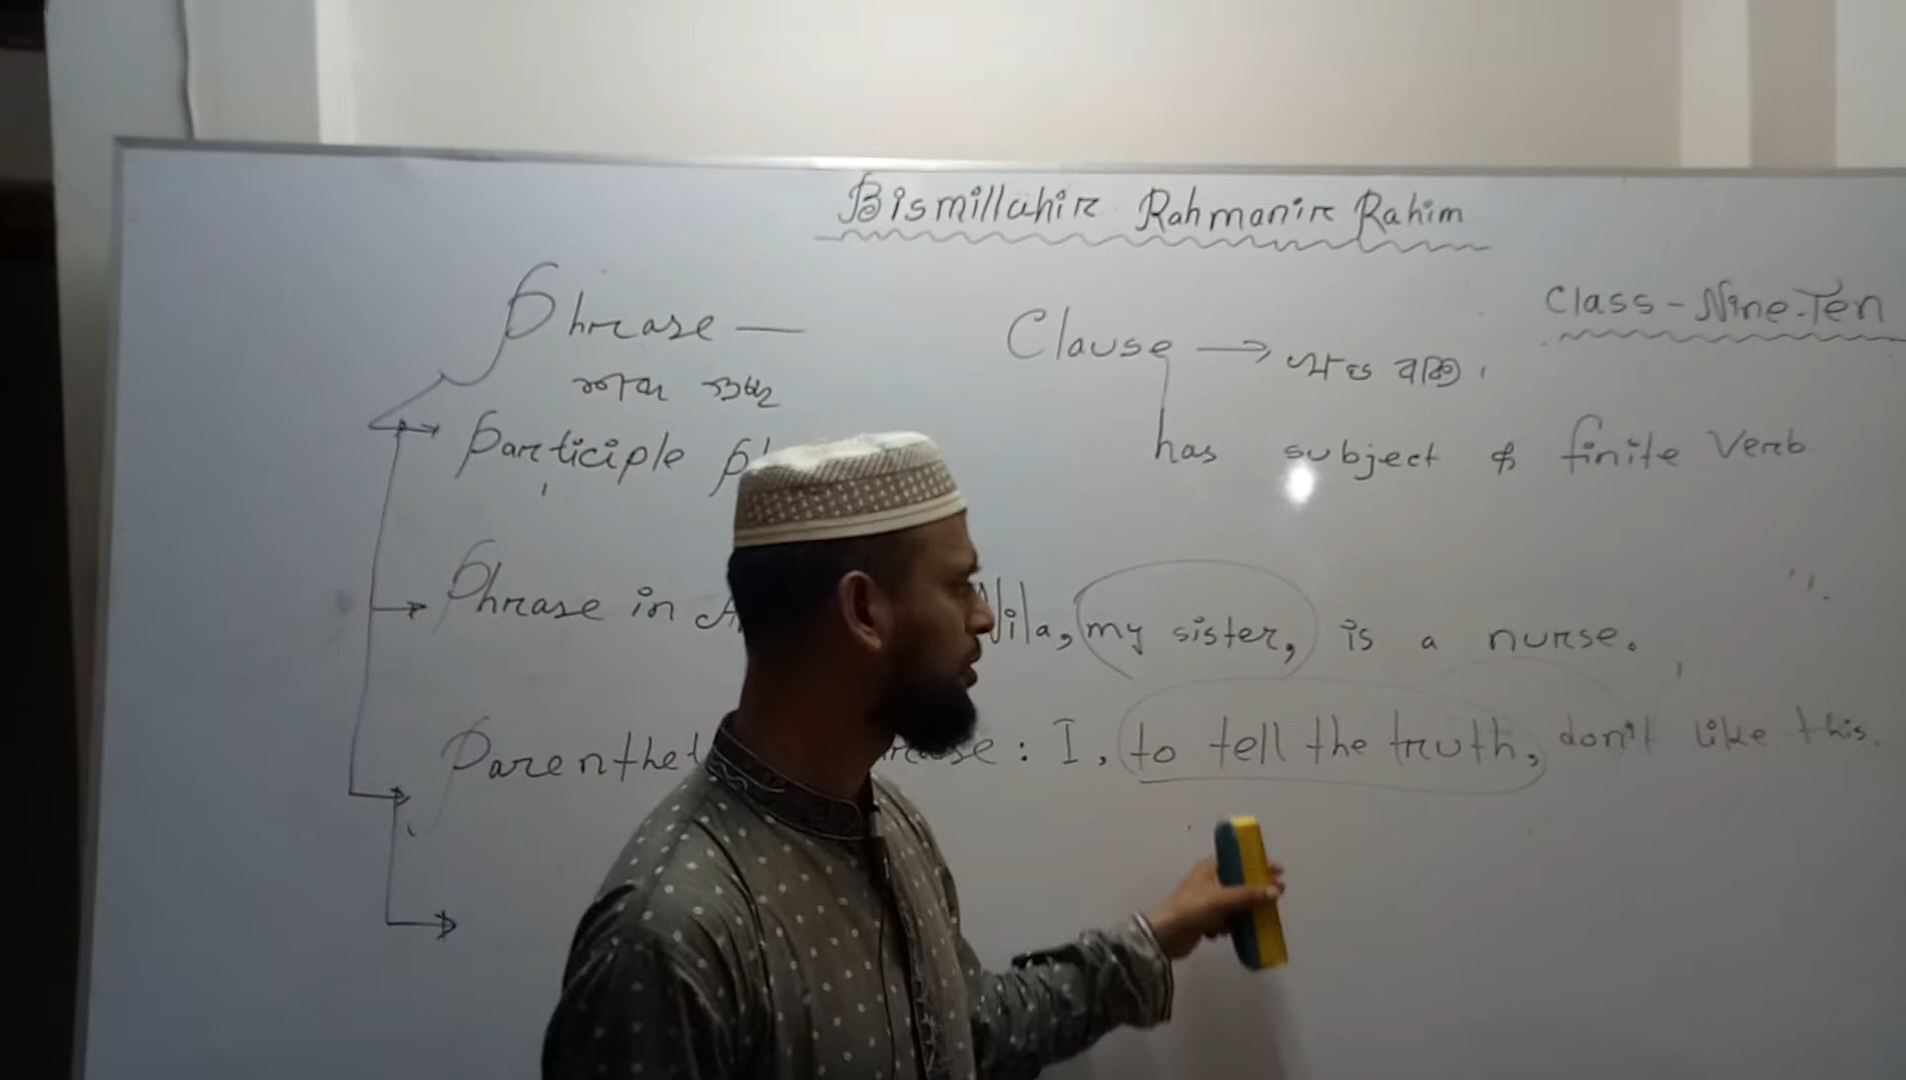 Bismillahir Rahmanir Rahim
Class-Nine-Ten
Phrase —
Participle
Clause → খণ্ড বাক্য।
has subject & finite Verb
Phrase in
Nila, my sister, is a nurse.
: I, to tell the truth, don't like this.